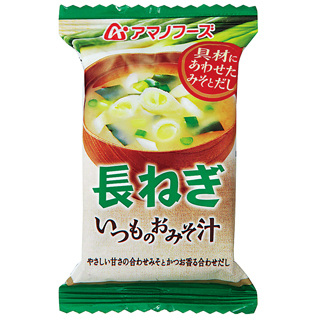 アマノフーズ
具材に
あわせた
みそとだし
長ねぎ
いつものおみそ汁
やさしい甘さの合わせみそとかつお香る合わせだし